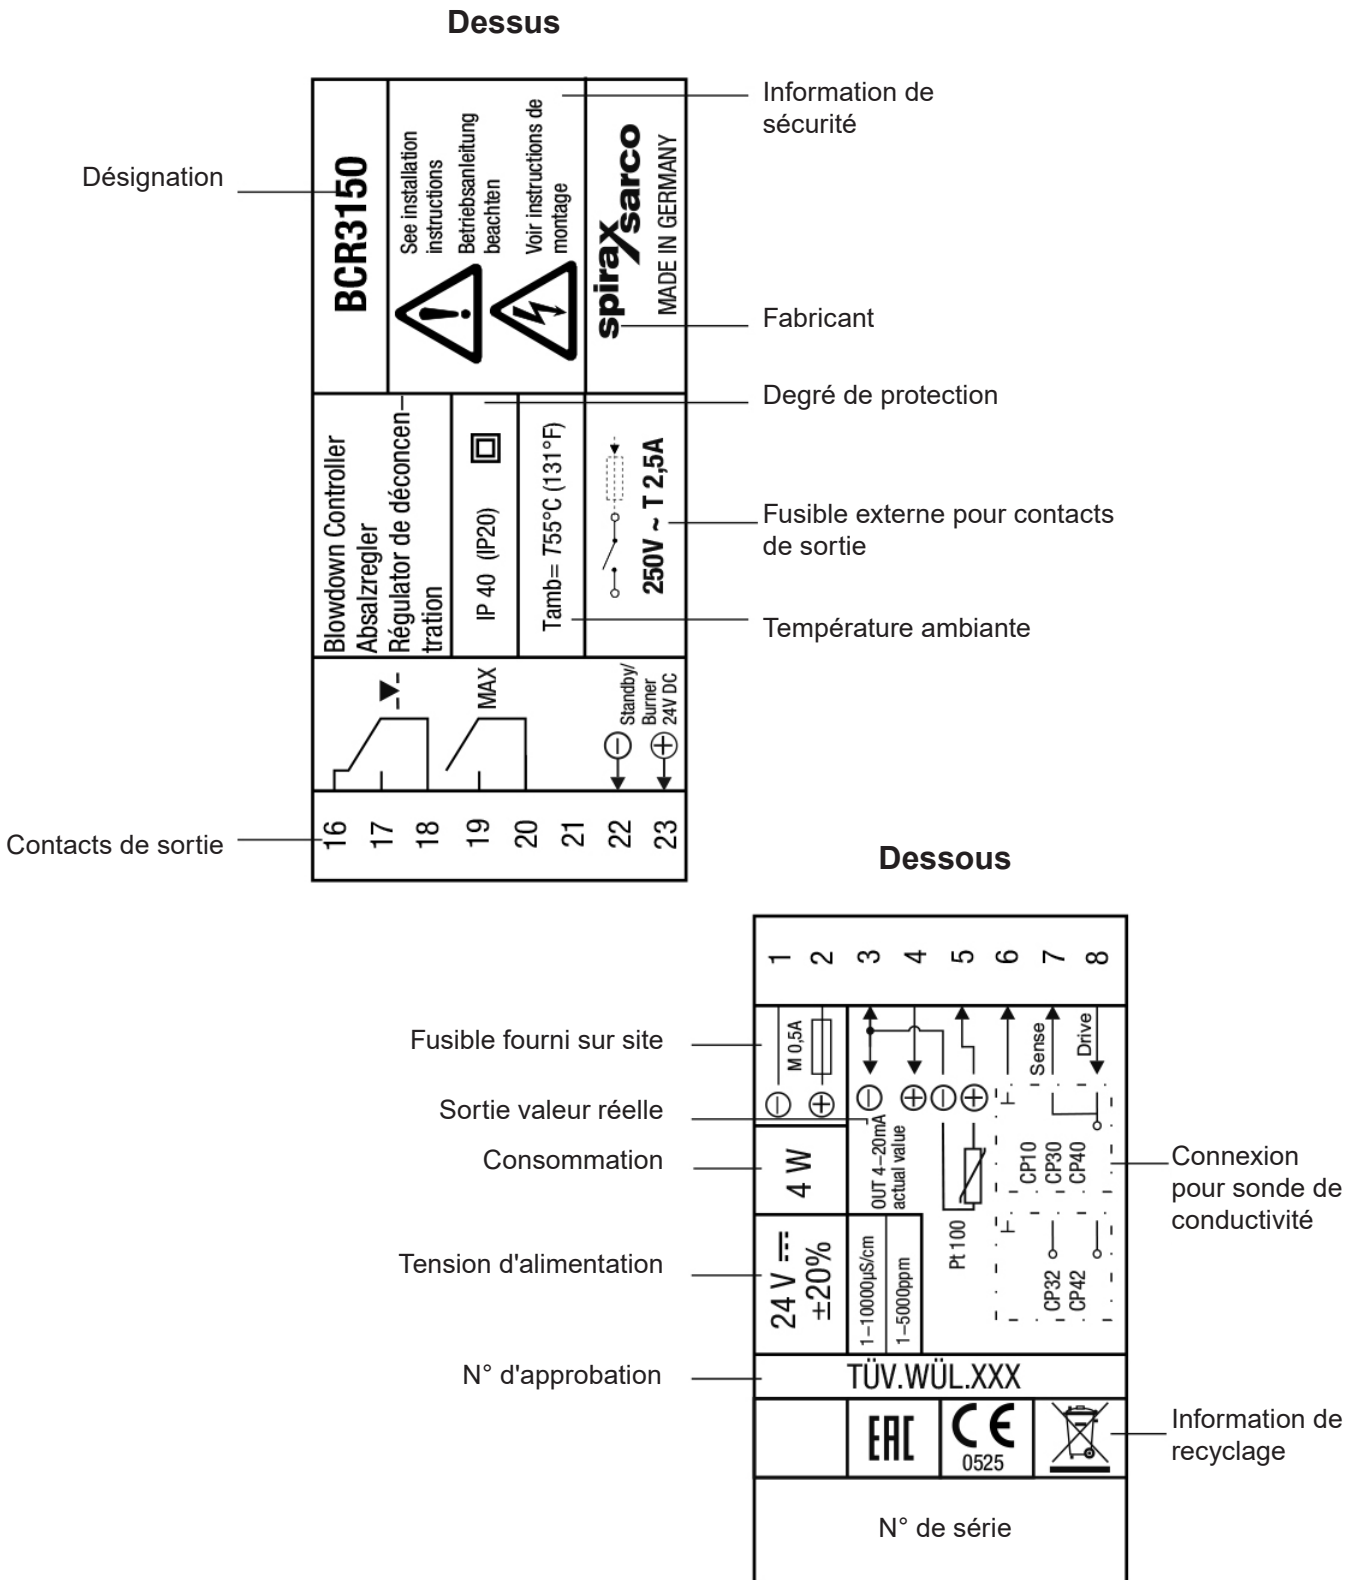 Dessus
Désignation
Information de
sécurité
BCR3150
See installation
instructions
Betriebsanleitung
beachten
Voir instructions de
montage
spirax
sarco
MADE IN GERMANY
Fabricant
Degré de protection
Blowdown Controller
Absalzregler
Régulator de déconcen-
tration
IP 40 (IP20)
Tamb= T55°C (131°F)
250V ~ T 2,5A
Fusible externe pour contacts
de sortie
Température ambiante
MAX
Standby/
Burner
24V DC
Contacts de sortie
16
17
18
19
20
21
22
23
Dessous
1
2
3
4
5
6
7
8
Fusible fourni sur site
M 0,5A
Sense
Drive
Sortie valeur réelle
OUT 4–20mA
actual value
Consommation
4 W
CP10
CP30
CP40
Connexion
pour sonde de
conductivité
Tension d'alimentation
24 V
±20%
1–10000µS/cm
1–5000ppm
Pt 100
CP32
CP42
N° d'approbation
TÜV.WÜL.XXX
EAC
CE
0525
Information de
recyclage
N° de série